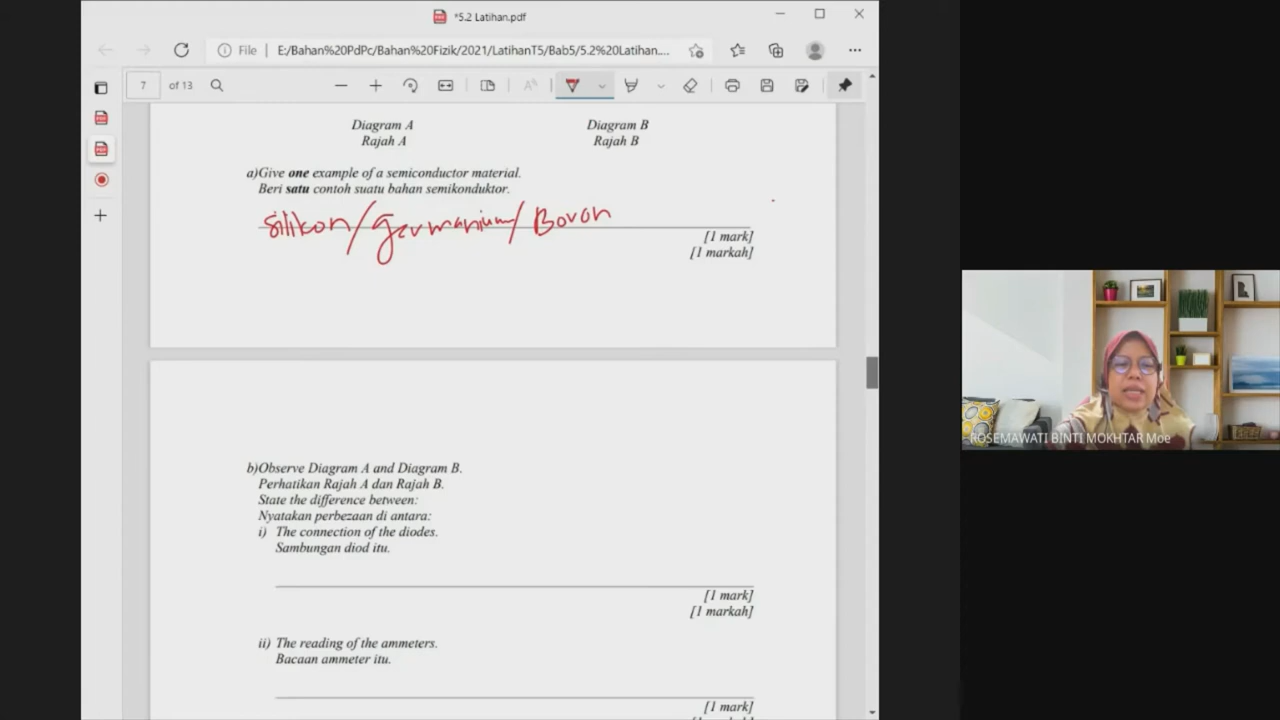 *5.2 Latihan.pdf
File | E:/Bahan%20PdPc/Bahan%20Fizik/2021/LatihanT5/Bab5/5.2%20Latihan....
7 of 13
Diagram A Diagram B
Rajah A Rajah B
a)Give one example of a semiconductor material.
Beri satu contoh suatu bahan semikonduktor.
Silikon/Germanium/Boron
[1 mark]
[1 markah]
b)Observe Diagram A and Diagram B.
Perhatikan Rajah A dan Rajah B.
State the difference between:
Nyatakan perbezaan di antara:
i) The connection of the diodes.
Sambungan diod itu.
[1 mark]
[1 markah]
ii) The reading of the ammeters.
Bacaan ammeter itu.
[1 mark]
ROSEMAWATI BINTI MOKHTAR Moe